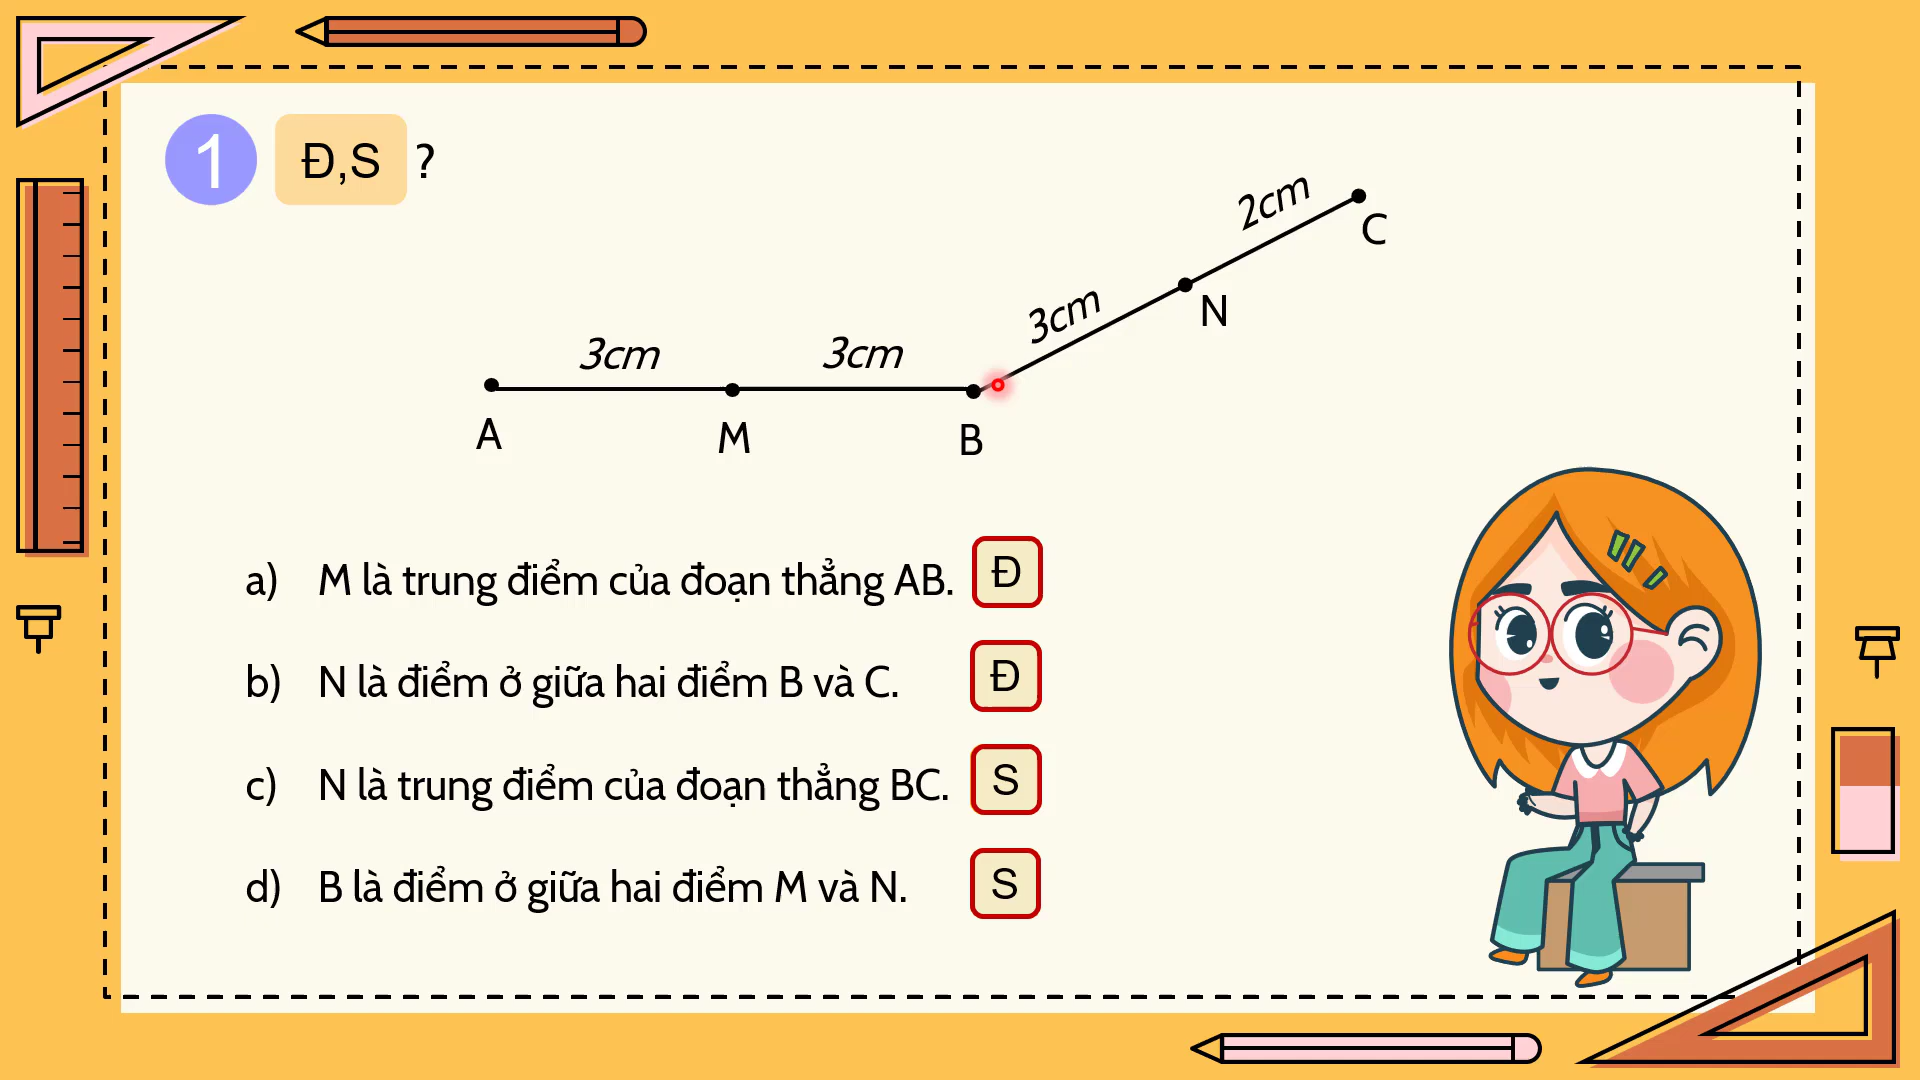 1 Đ,S ?
2cm
C
3cm
N
3cm 3cm
A M B
a) M là trung điểm của đoạn thẳng AB. Đ
b) N là điểm ở giữa hai điểm B và C. Đ
c) N là trung điểm của đoạn thẳng BC. S
d) B là điểm ở giữa hai điểm M và N. S